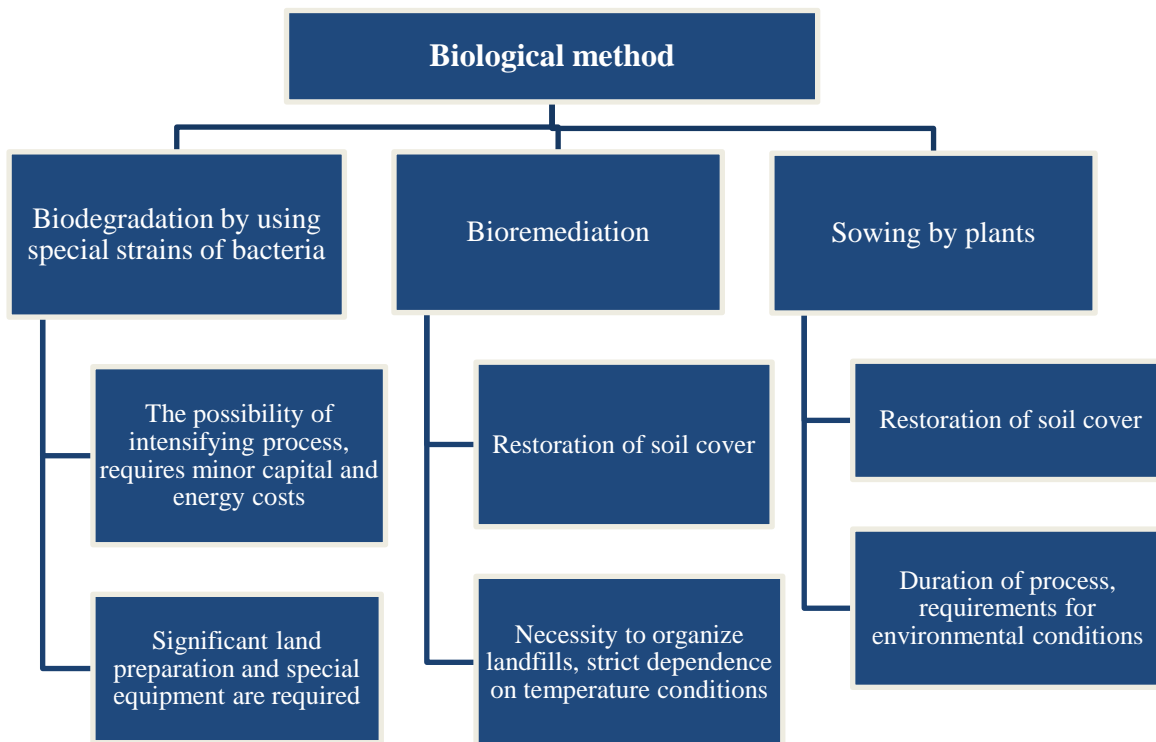 Biological method
Biodegradation by using
special strains of bacteria
Bioremediation
Sowing by plants
The possibility of
intensifying process,
requires minor capital and
energy costs
Restoration of soil cover
Restoration of soil cover
Significant land
preparation and special
equipment are required
Necessity to organize
landfills, strict dependence
on temperature conditions
Duration of process,
requirements for
environmental conditions